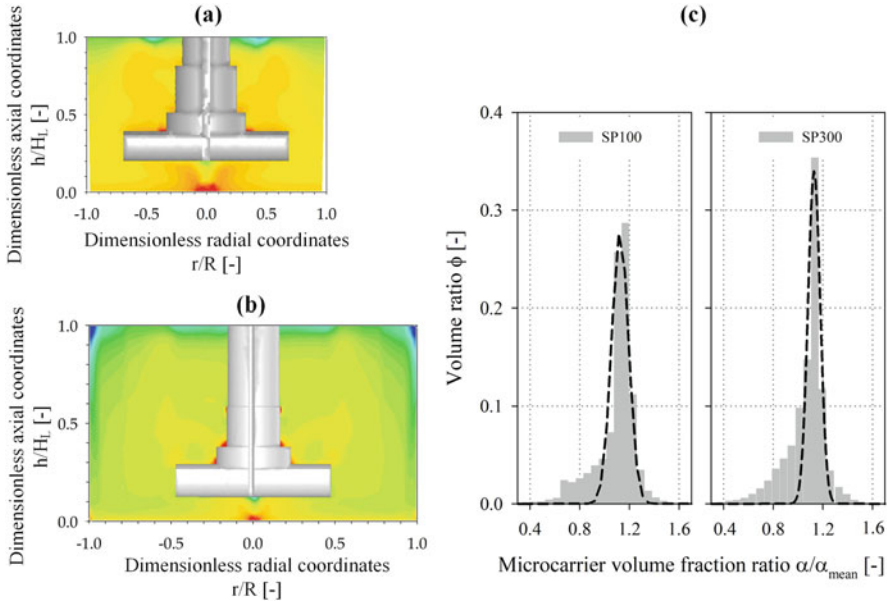 (a)
Dimensionless axial coordinates
h/H_L [-]
1.0
0.5
0.0
-1.0 -0.5 0.0 0.5 1.0
Dimensionless radial coordinates
r/R [-]
(b)
Dimensionless axial coordinates
h/H_L [-]
1.0
0.5
0.0
-1.0 -0.5 0.0 0.5 1.0
Dimensionless radial coordinates
r/R [-]
(c)
Volume ratio ϕ [-]
0.4
0.3
0.2
0.1
0.0
SP100
SP300
0.4 0.8 1.2 1.6 0.4 0.8 1.2 1.6
Microcarrier volume fraction ratio α/α_mean [-]